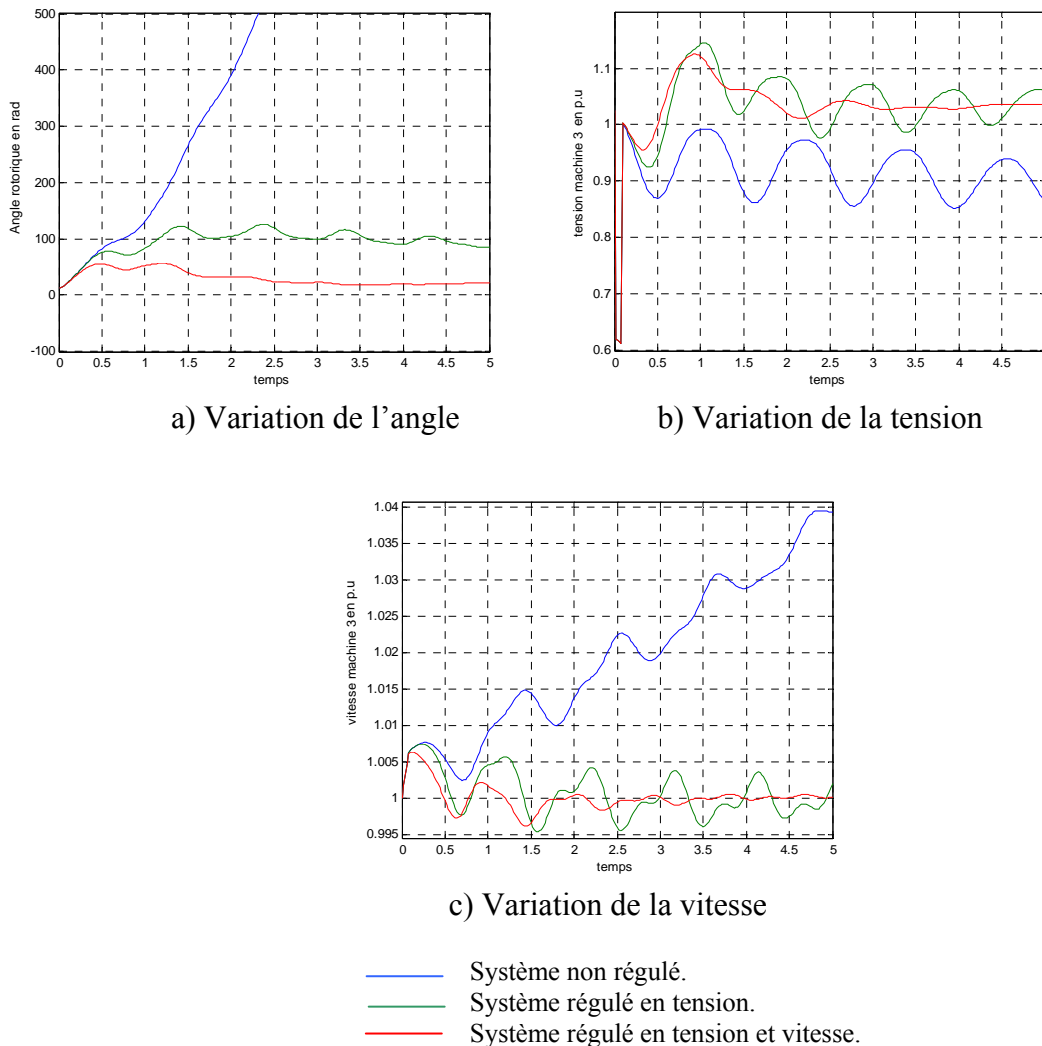 500
400
300
200
100
0
-100
Angle rotorique en rad
0 0.5 1 1.5 2 2.5 3 3.5 4 4.5 5
temps
a) Variation de l'angle
1.1
1
0.9
0.8
0.7
0.6
tension machine 3 en p.u
0 0.5 1 1.5 2 2.5 3 3.5 4 4.5
temps
b) Variation de la tension
1.04
1.035
1.03
1.025
1.02
1.015
1.01
1.005
1
0.995
vitesse machine 3 en p.u
0 0.5 1 1.5 2 2.5 3 3.5 4 4.5 5
temps
c) Variation de la vitesse
Système non régulé.
Système régulé en tension.
Système régulé en tension et vitesse.